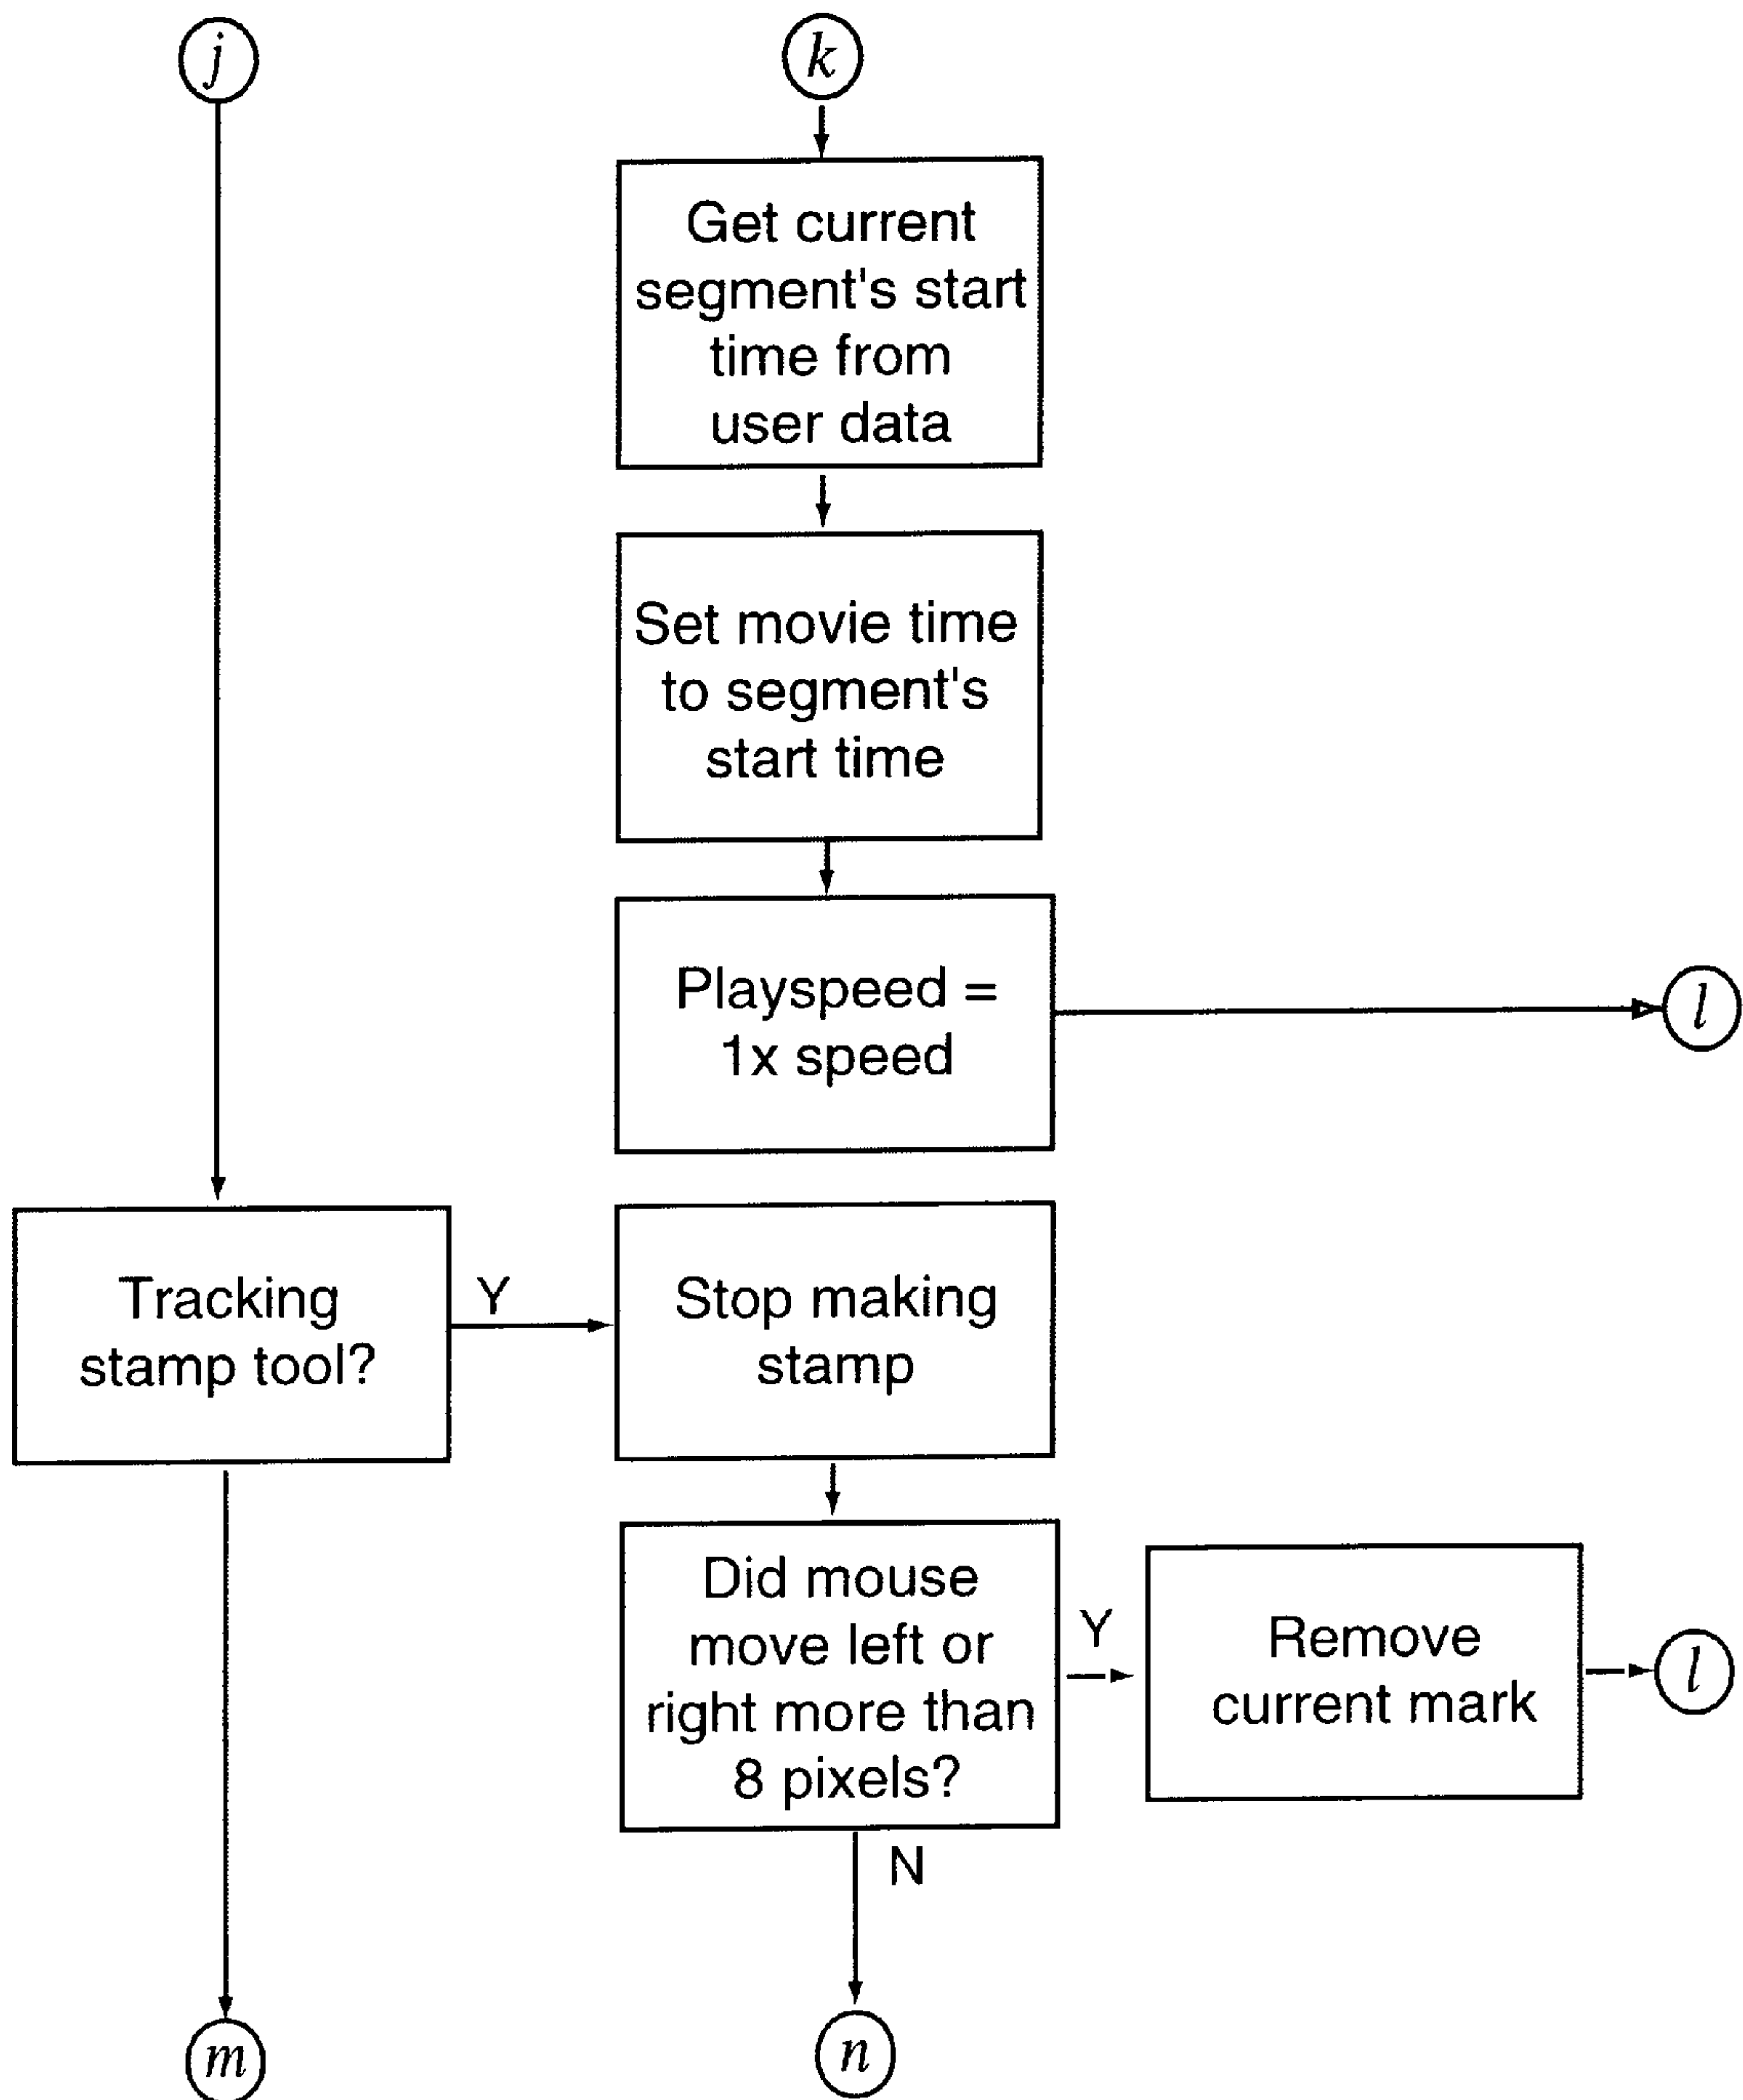 j
k
Get current
segment's start
time from
user data
Set movie time
to segment's
start time
Playspeed =
1x speed
l
Tracking
stamp tool?
Y
Stop making
stamp
Did mouse
move left or
right more than
8 pixels?
Y
Remove
current mark
l
N
m
n